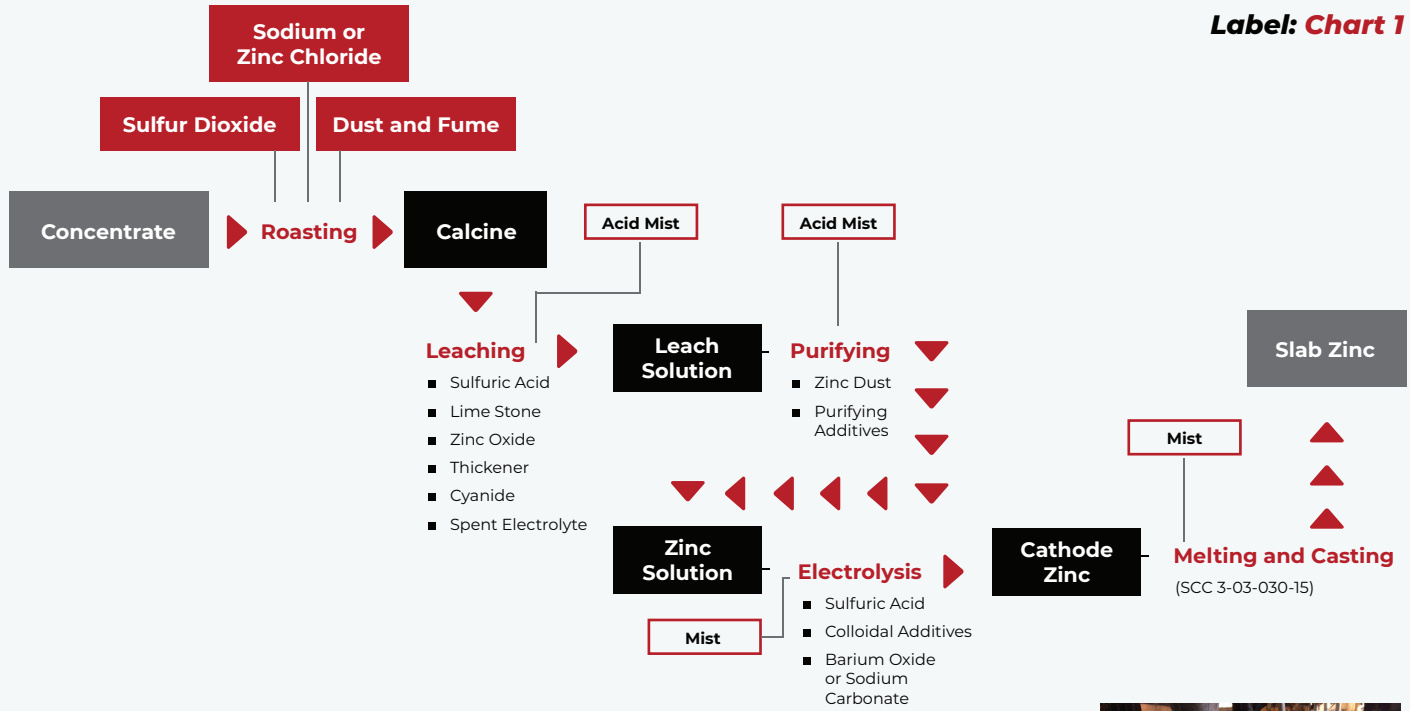 Label: Chart 1
Sodium or
Zinc Chloride
Sulfur Dioxide
Dust and Fume
Concentrate
Roasting
Calcine
Acid Mist
Acid Mist
Leaching
Sulfuric Acid
Lime Stone
Zinc Oxide
Thickener
Cyanide
Spent Electrolyte
Leach
Solution
Purifying
Zinc Dust
Purifying
Additives
Slab Zinc
Mist
Zinc
Solution
Electrolysis
Sulfuric Acid
Colloidal Additives
Barium Oxide
or Sodium
Carbonate
Mist
Cathode
Zinc
Melting and Casting
(SCC 3-03-030-15)